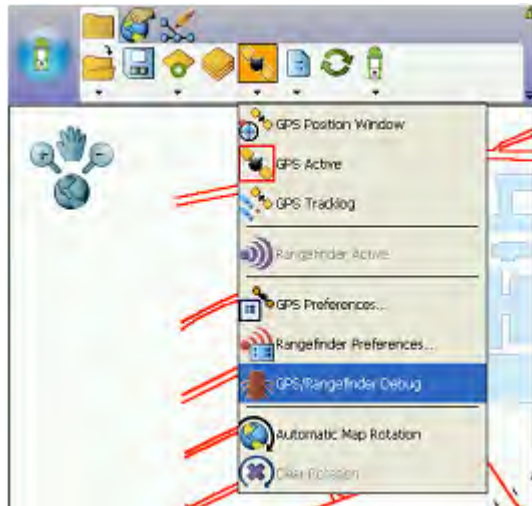 GPS Position Window
GPS Active
GPS Tracklog
Rangefinder Active
GPS Preferences...
Rangefinder Preferences...
GPS/Rangefinder Debug
Automatic Map Rotation
Clear Rotation